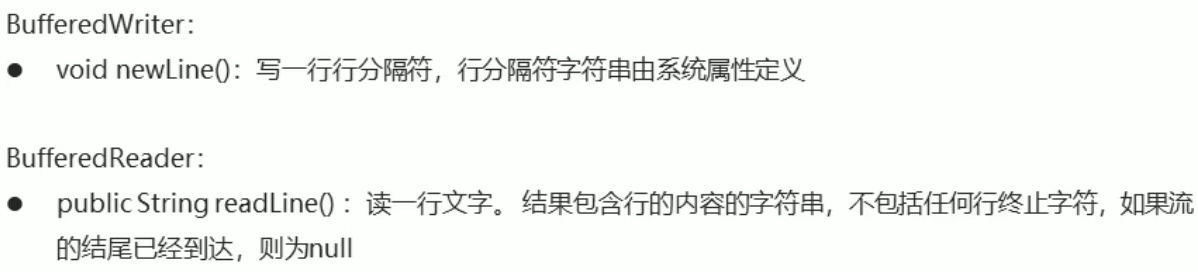 BufferedWriter：
● void newLine()：写一行行分隔符，行分隔符字符串由系统属性定义
BufferedReader：
● public String readLine() ：读一行文字。 结果包含行的内容的字符串，不包括任何行终止字符，如果流
的结尾已经到达，则为null